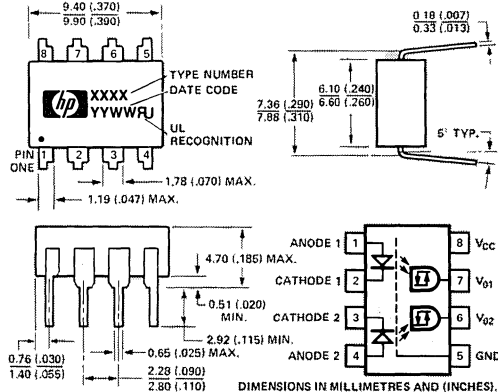 9.40 (.370)
9.90 (.390)
8 7 6 5
hp
XXXX
YYWWRU
TYPE NUMBER
DATE CODE
UL
RECOGNITION
PIN
ONE
1 2 3 4
1.78 (.070) MAX.
1.19 (.047) MAX.
0.18 (.007)
0.33 (.013)
7.36 (.290)
7.88 (.310)
6.10 (.240)
6.60 (.260)
5° TYP.
4.70 (.185) MAX.
0.51 (.020)
MIN.
2.92 (.115) MIN.
0.76 (.030)
1.40 (.055)
0.65 (.025) MAX.
2.28 (.090)
2.80 (.110)
ANODE 1 1 8 VCC
CATHODE 1 2 7 V01
CATHODE 2 3 6 V02
ANODE 2 4 5 GND
DIMENSIONS IN MILLIMETRES AND (INCHES).